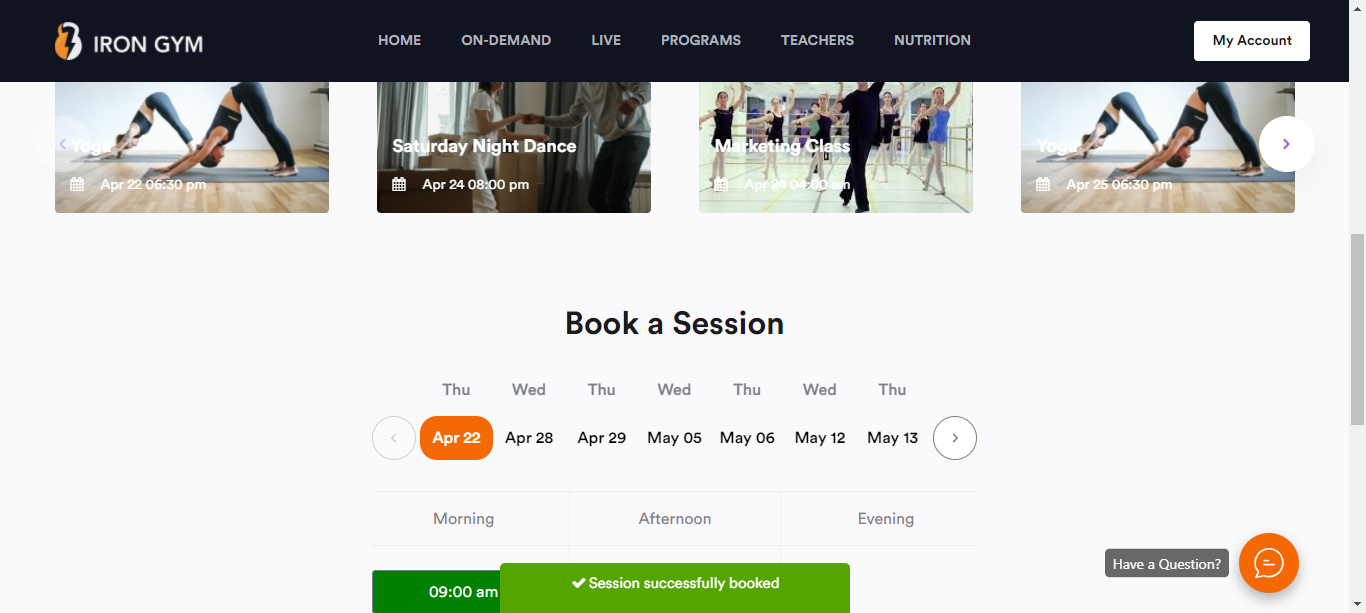 IRON GYM
HOME ON-DEMAND LIVE PROGRAMS TEACHERS NUTRITION
My Account
Yoga
Apr 22 06:30 pm
Saturday Night Dance
Apr 24 08:00 pm
Marketing Class
Apr 24 04:00 am
Yoga
Apr 25 06:30 pm
Book a Session
Thu Wed Thu Wed Thu Wed Thu
Apr 22 Apr 28 Apr 29 May 05 May 06 May 12 May 13
Morning Afternoon Evening
09:00 am
Session successfully booked
Have a Question?